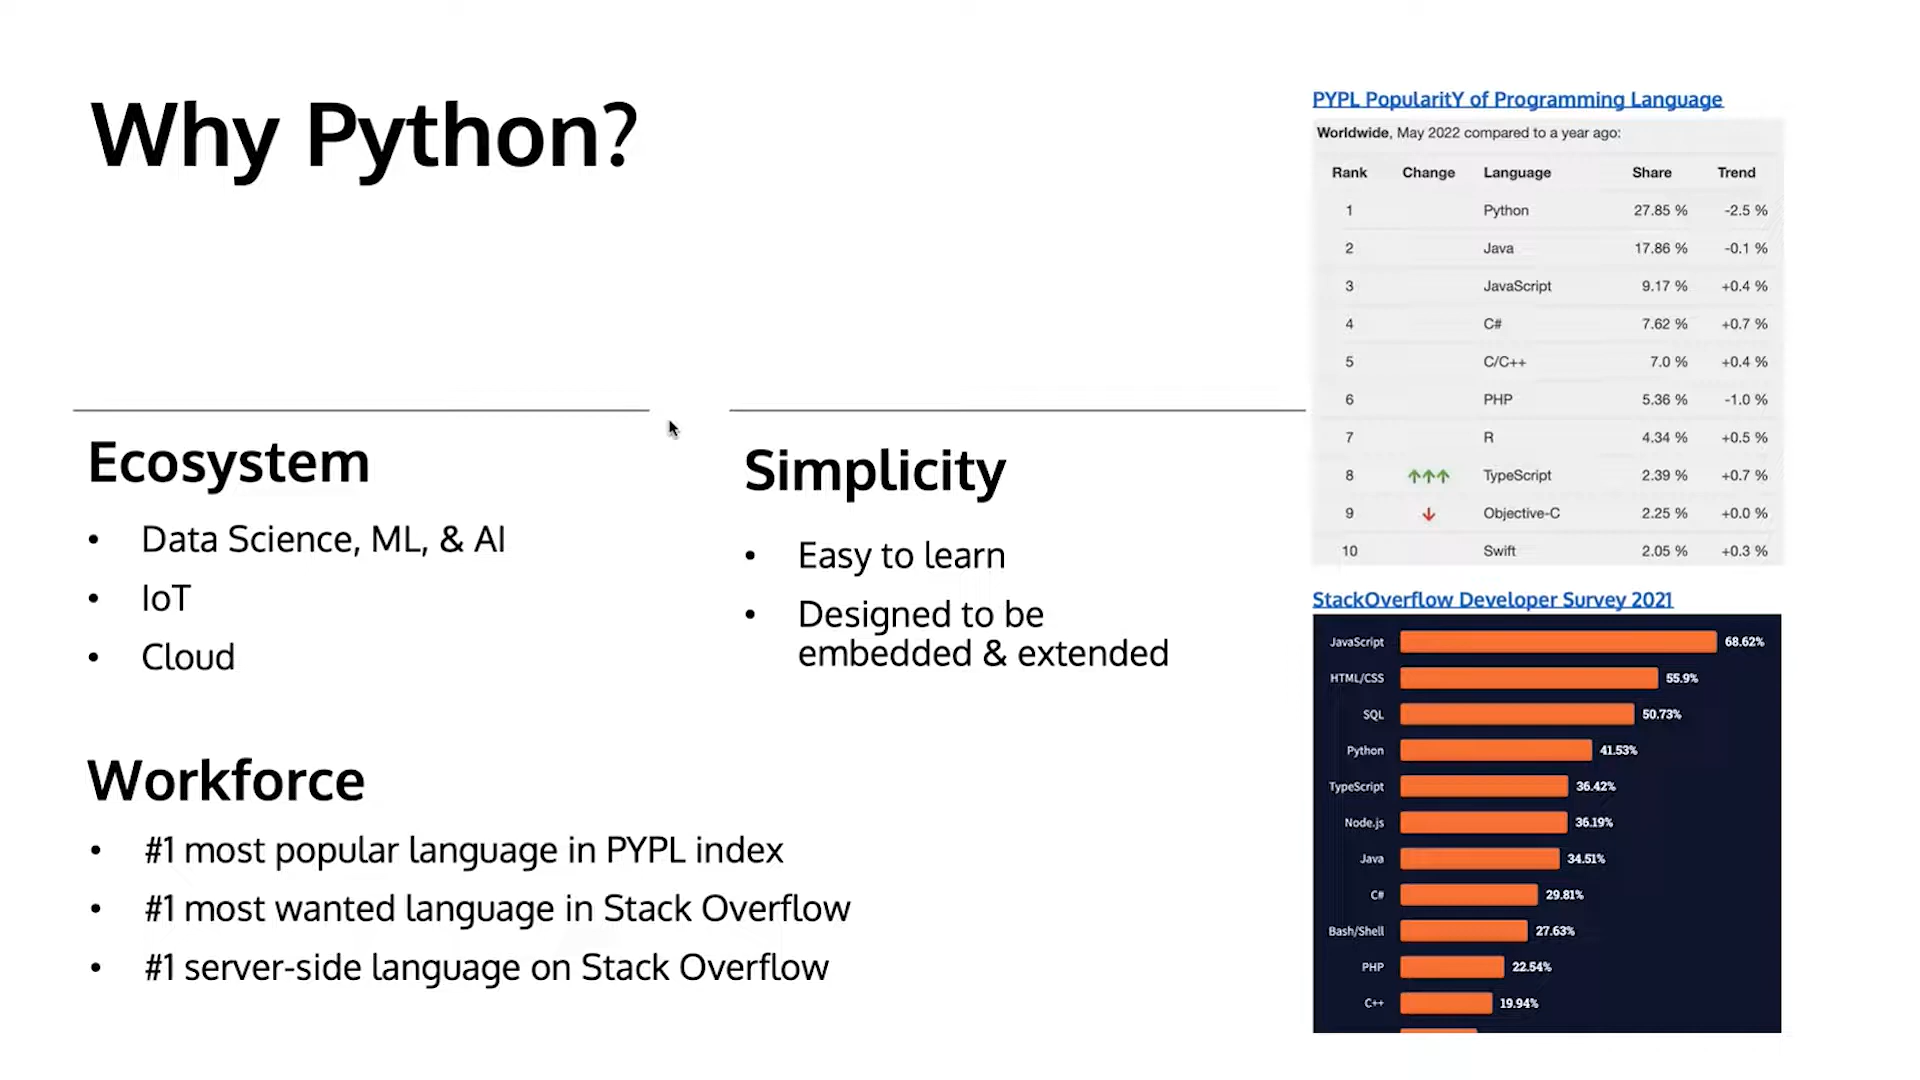 Why Python?
Ecosystem
• Data Science, ML, & AI
• IoT
• Cloud
Simplicity
• Easy to learn
• Designed to be
embedded & extended
Workforce
• #1 most popular language in PYPL index
• #1 most wanted language in Stack Overflow
• #1 server-side language on Stack Overflow
PYPL PopularitY of Programming Language
Worldwide, May 2022 compared to a year ago:
Rank Change Language Share Trend
1 Python 27.85 % -2.5 %
2 Java 17.86 % -0.1 %
3 JavaScript 9.17 % +0.4 %
4 C# 7.62 % +0.7 %
5 C/C++ 7.0 % +0.4 %
6 PHP 5.36 % -1.0 %
7 R 4.34 % +0.5 %
8 ↑↑↑ TypeScript 2.39 % +0.7 %
9 ↓ Objective-C 2.25 % +0.0 %
10 Swift 2.05 % +0.3 %
StackOverflow Developer Survey 2021
JavaScript 68.62%
HTML/CSS 55.9%
SQL 50.73%
Python 41.53%
TypeScript 36.42%
Node.js 36.19%
Java 34.51%
C# 29.81%
Bash/Shell 27.63%
PHP 22.54%
C++ 19.94%